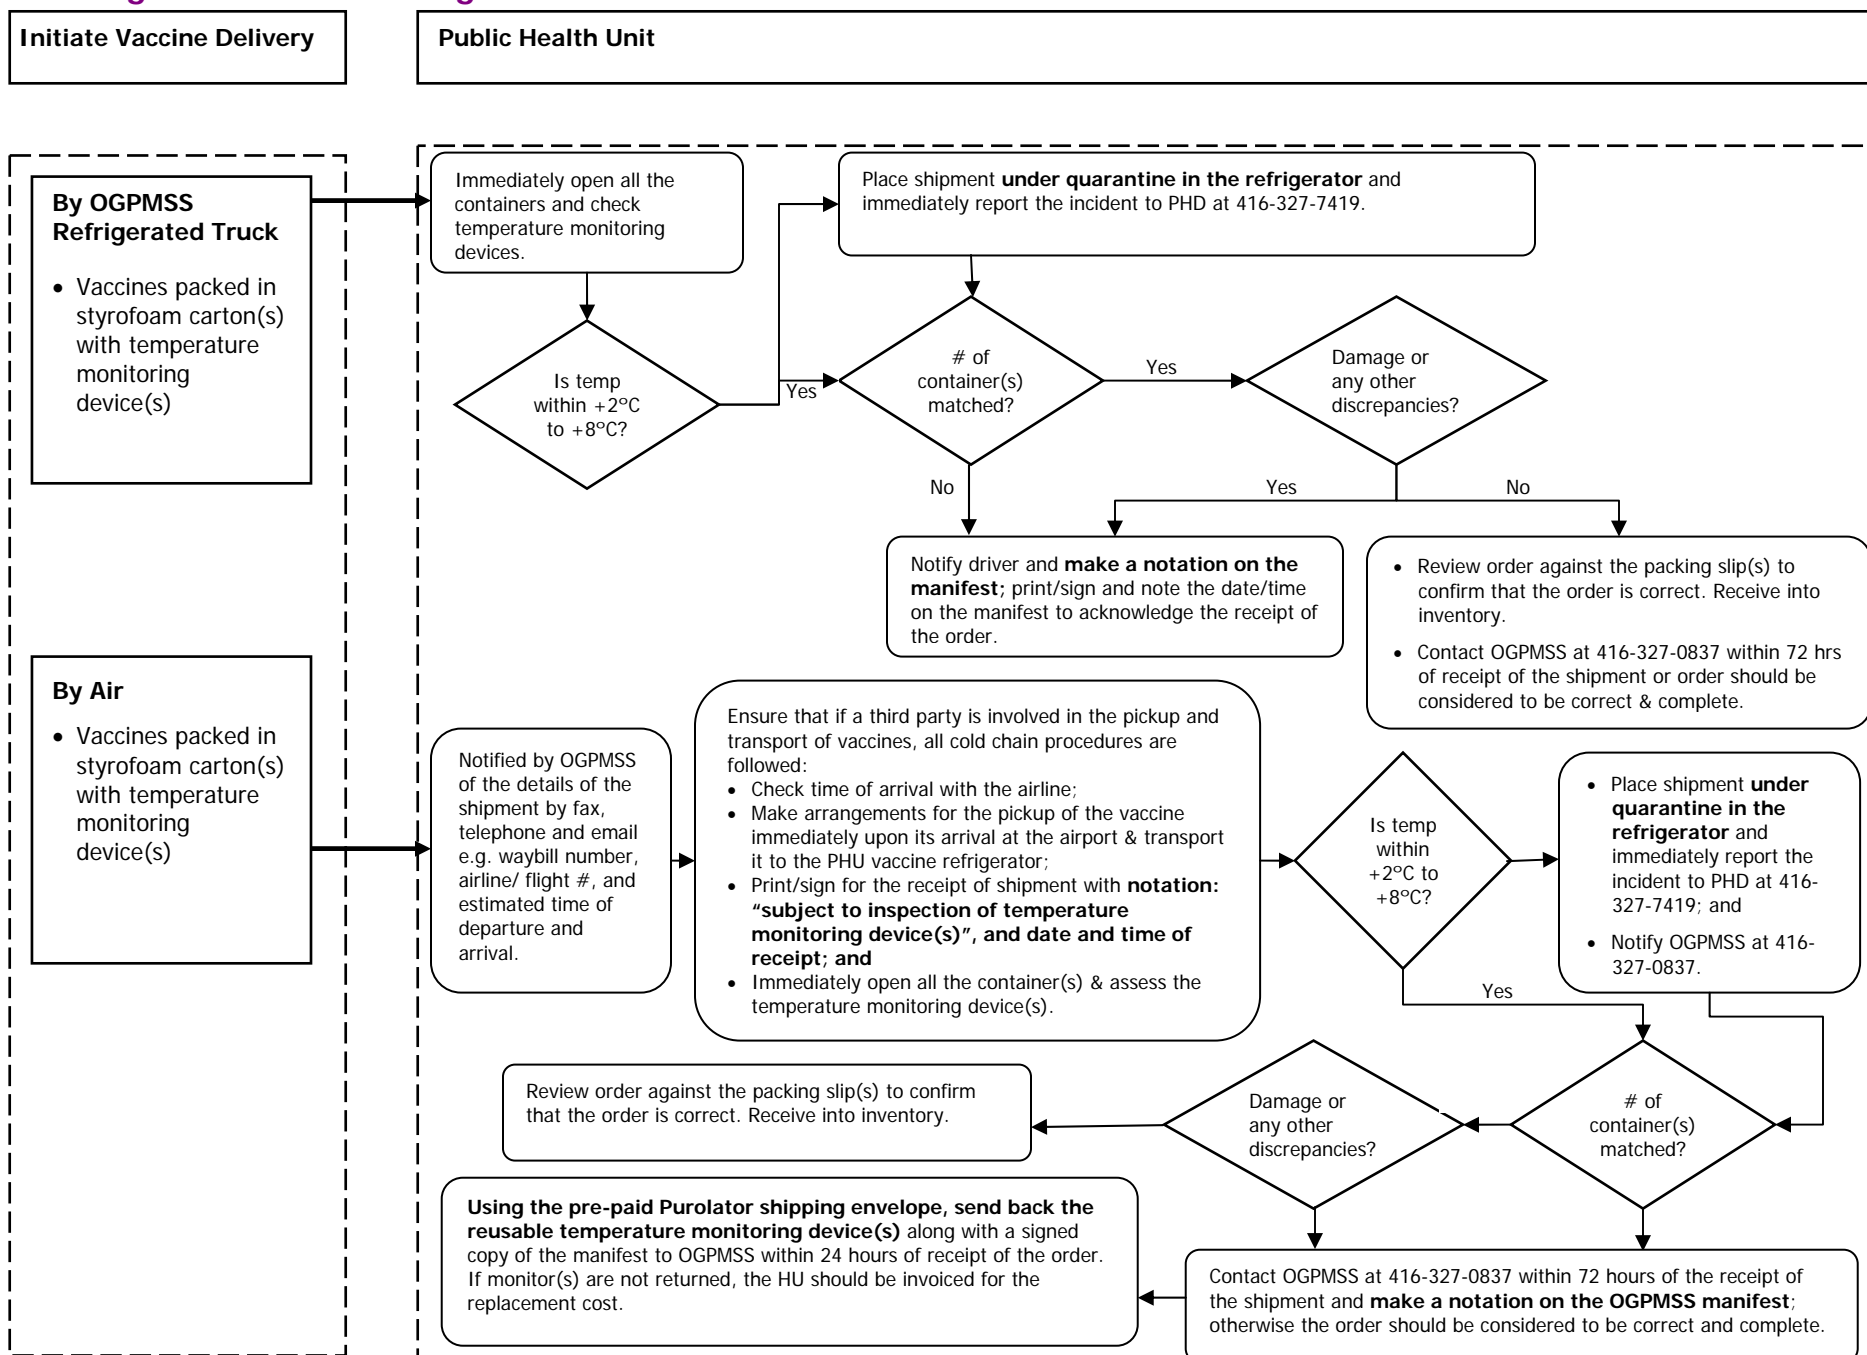 Initiate Vaccine Delivery
Public Health Unit
By OGPMSS
Refrigerated Truck
• Vaccines packed in
styrofoam carton(s)
with temperature
monitoring
device(s)
Immediately open all the
containers and check
temperature monitoring
devices.
Place shipment under quarantine in the refrigerator and
immediately report the incident to PHD at 416-327-7419.
Is temp
within +2ºC
to +8ºC?
Yes
# of
container(s)
matched?
Yes
Damage or
any other
discrepancies?
No
Yes
No
Notify driver and make a notation on the
manifest; print/sign and note the date/time
on the manifest to acknowledge the receipt of
the order.
• Review order against the packing slip(s) to
confirm that the order is correct. Receive into
inventory.
• Contact OGPMSS at 416-327-0837 within 72 hrs
of receipt of the shipment or order should be
considered to be correct & complete.
By Air
• Vaccines packed in
styrofoam carton(s)
with temperature
monitoring
device(s)
Notified by OGPMSS
of the details of the
shipment by fax,
telephone and email
e.g. waybill number,
airline/ flight #, and
estimated time of
departure and
arrival.
Ensure that if a third party is involved in the pickup and
transport of vaccines, all cold chain procedures are
followed:
• Check time of arrival with the airline;
• Make arrangements for the pickup of the vaccine
immediately upon its arrival at the airport & transport
it to the PHU vaccine refrigerator;
• Print/sign for the receipt of shipment with notation:
“subject to inspection of temperature
monitoring device(s)”, and date and time of
receipt; and
• Immediately open all the container(s) & assess the
temperature monitoring device(s).
Is temp
within
+2ºC to
+8ºC?
• Place shipment under
quarantine in the
refrigerator and
immediately report the
incident to PHD at 416-
327-7419; and
• Notify OGPMSS at 416-
327-0837.
Yes
Review order against the packing slip(s) to confirm
that the order is correct. Receive into inventory.
Damage or
any other
discrepancies?
# of
container(s)
matched?
Using the pre-paid Purolator shipping envelope, send back the
reusable temperature monitoring device(s) along with a signed
copy of the manifest to OGPMSS within 24 hours of receipt of the order.
If monitor(s) are not returned, the HU should be invoiced for the
replacement cost.
Contact OGPMSS at 416-327-0837 within 72 hours of the receipt of
the shipment and make a notation on the OGPMSS manifest;
otherwise the order should be considered to be correct and complete.